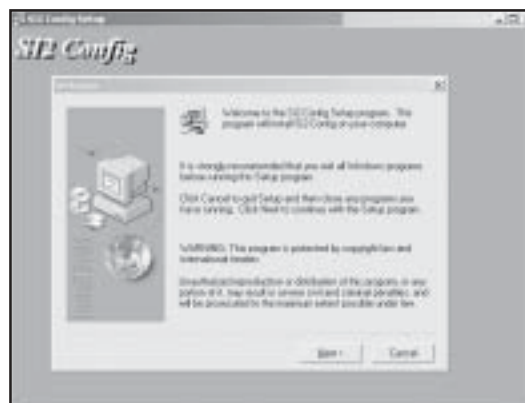 SI2 Config Setup
SI2 Config
Welcome
Welcome to the SI2 Config Setup program. This
program will install SI2 Config on your computer.
It is strongly recommended that you exit all Windows programs
before running this Setup program.
Click Cancel to quit Setup and then close any programs you
have running. Click Next to continue with the Setup program.
WARNING: This program is protected by copyright law and
international treaties.
Unauthorized reproduction or distribution of this program, or any
portion of it, may result in severe civil and criminal penalties, and
will be prosecuted to the maximum extent possible under law.
Next >
Cancel